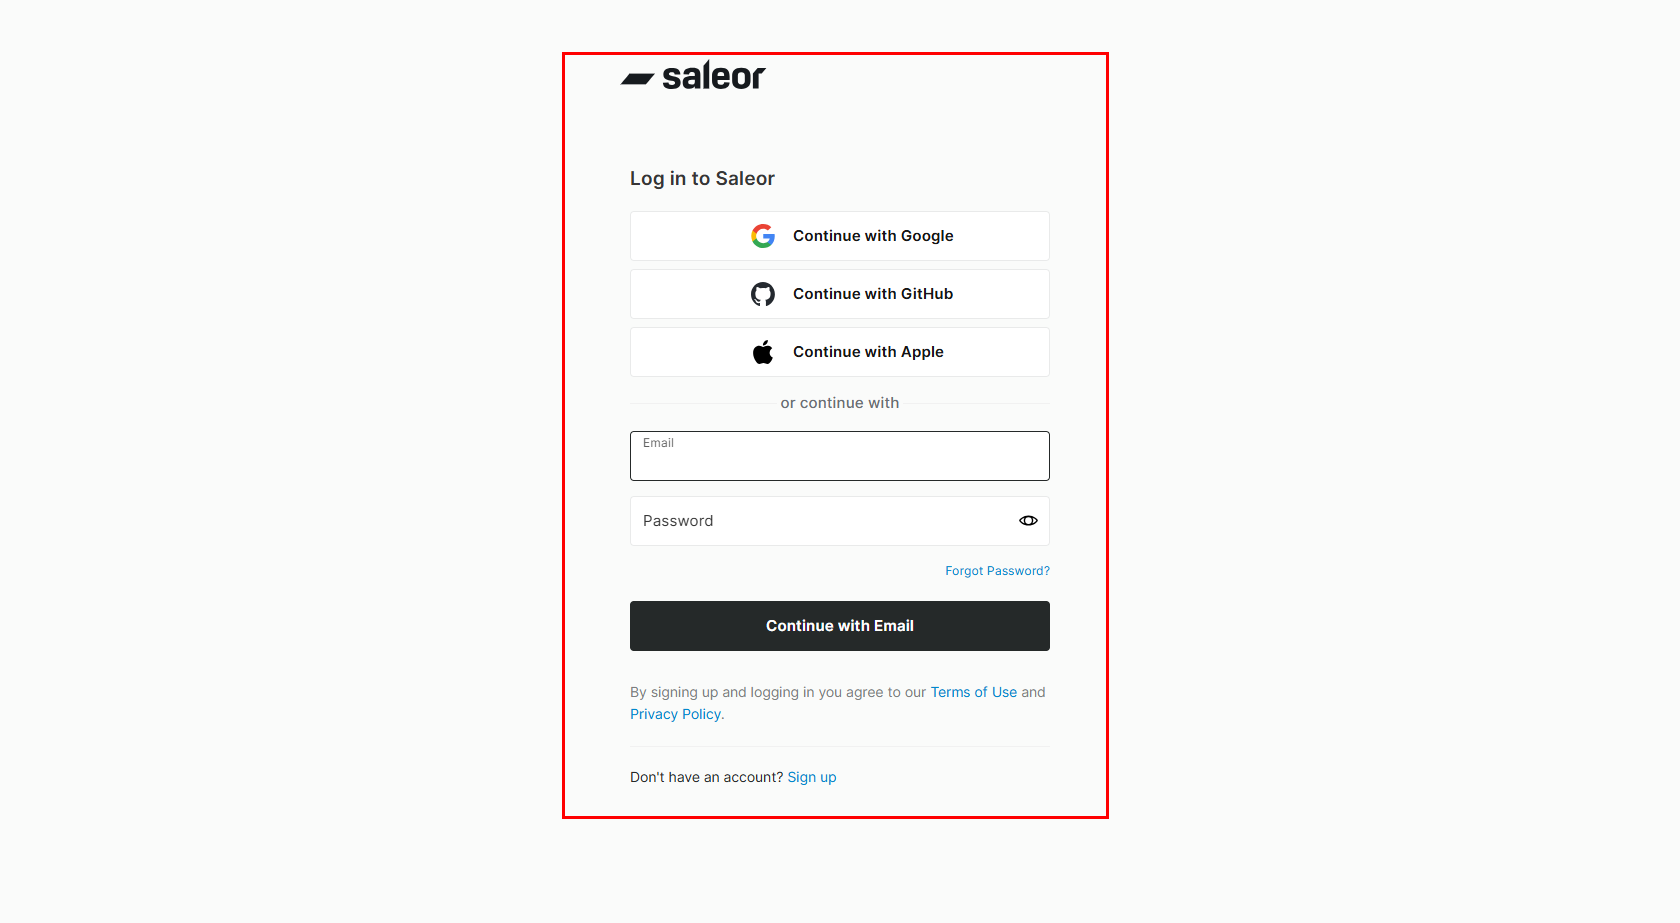 saleor
Log in to Saleor
Continue with Google
Continue with GitHub
Continue with Apple
or continue with
Email
Password
Forgot Password?
Continue with Email
By signing up and logging in you agree to our Terms of Use and
Privacy Policy.
Don't have an account? Sign up